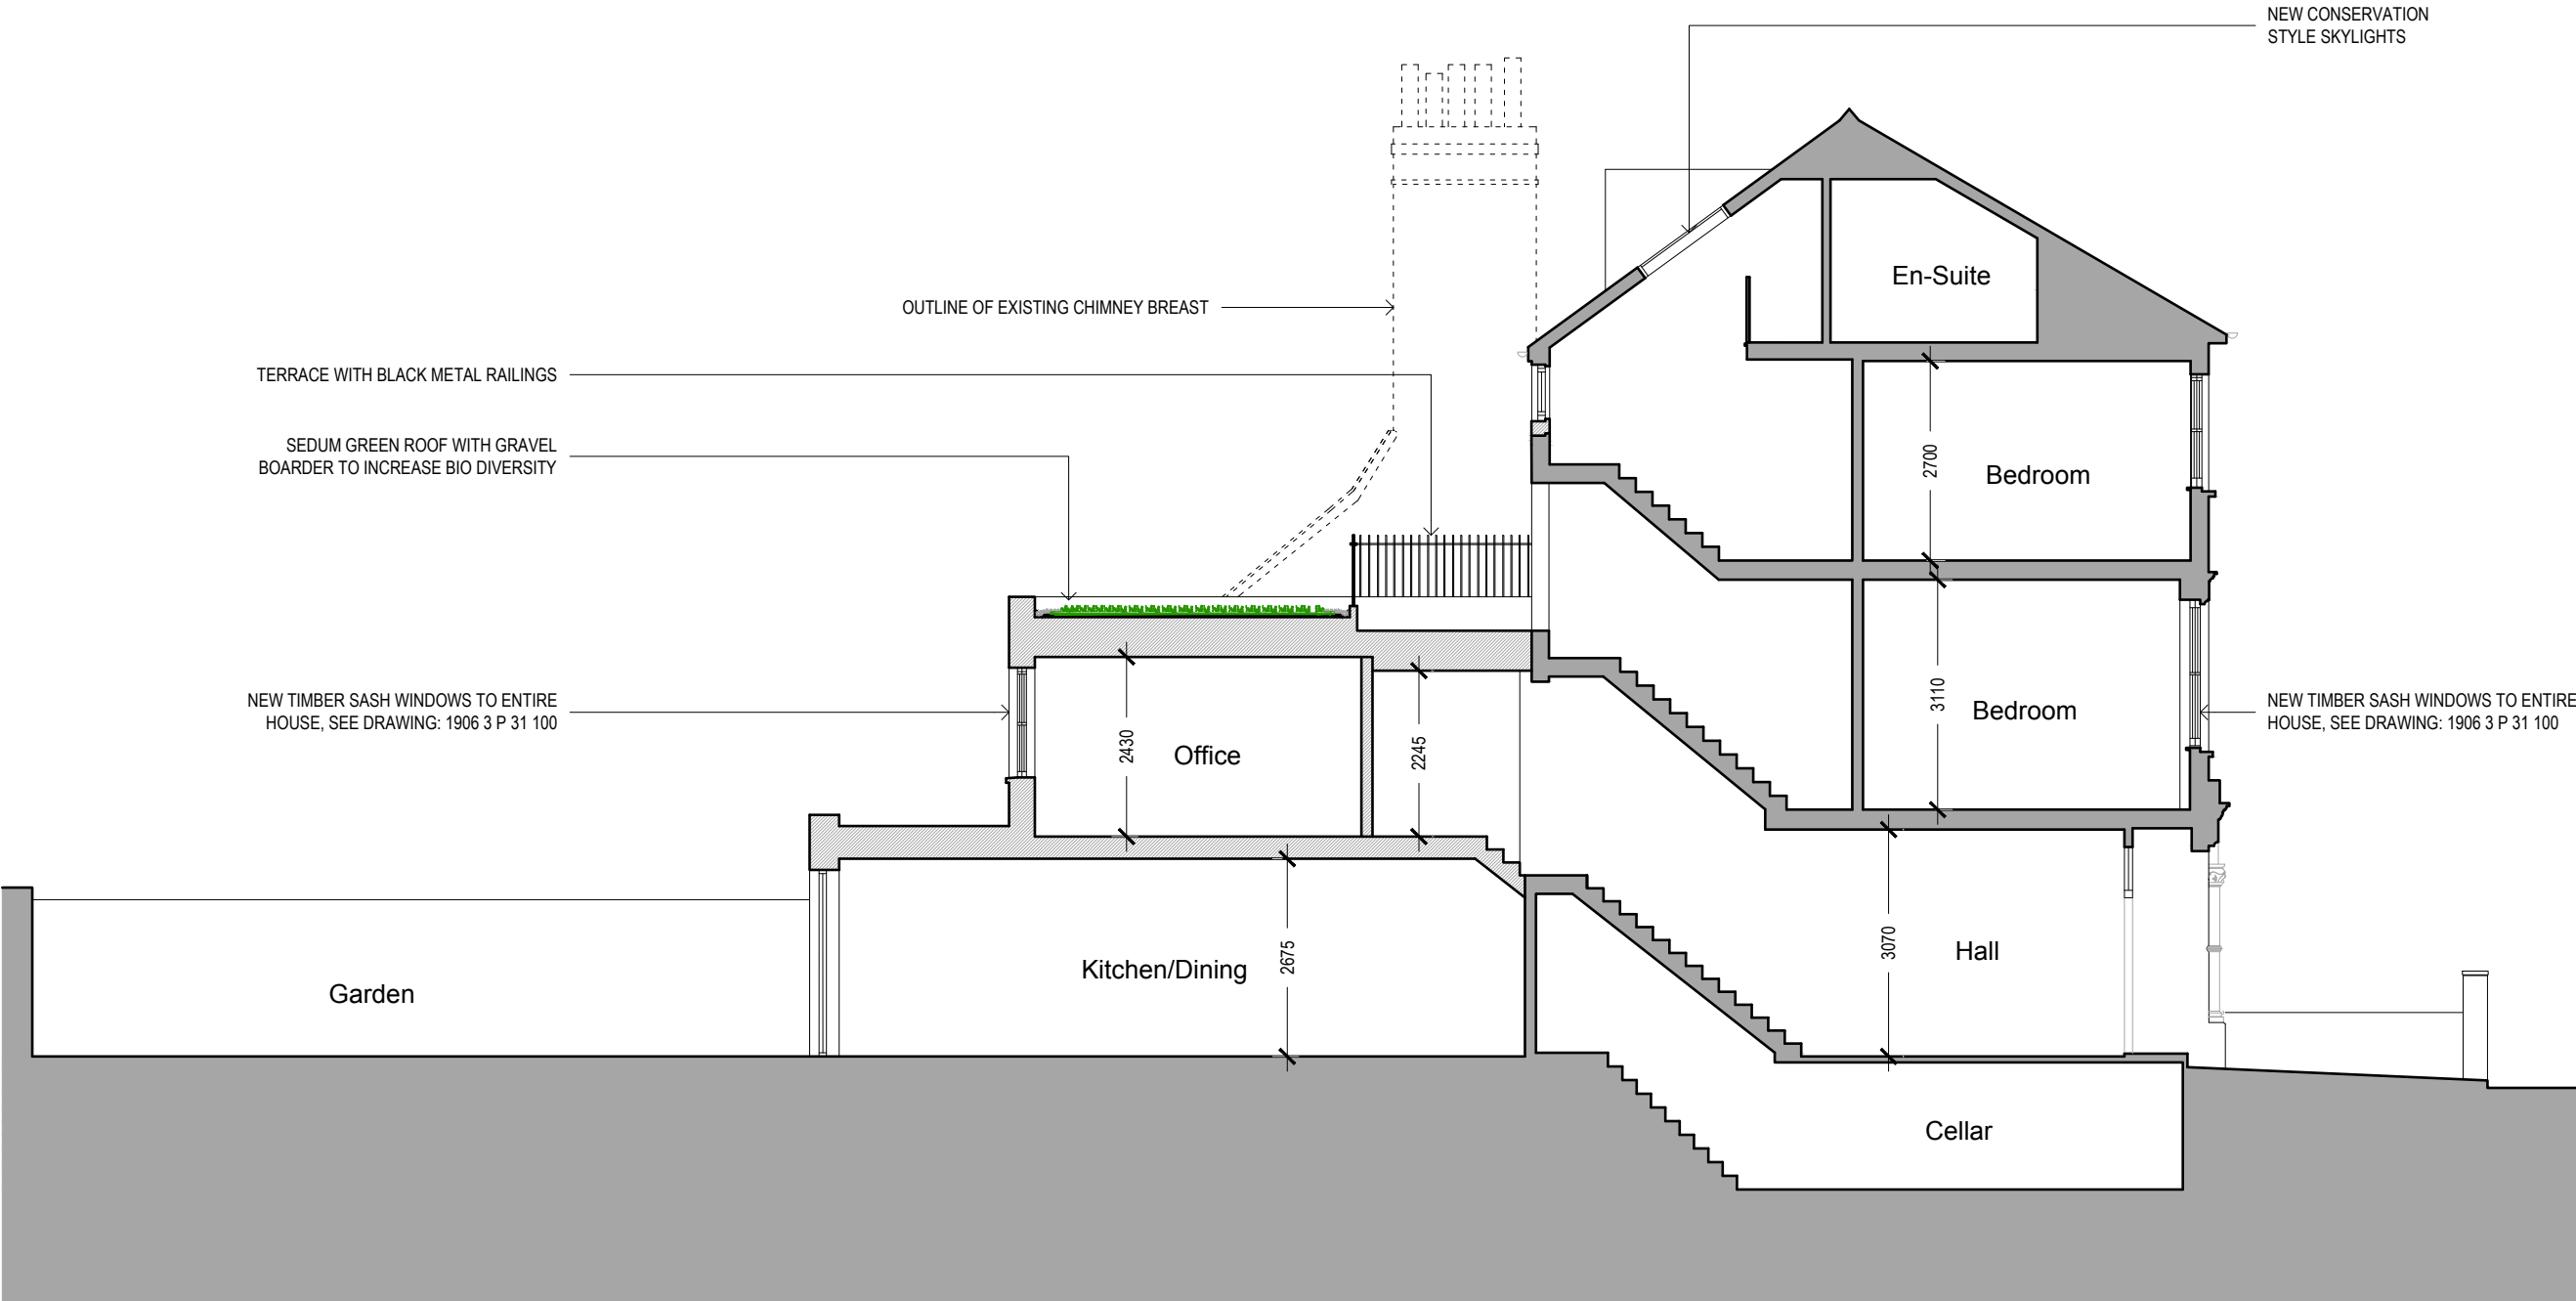 NEW CONSERVATION
STYLE SKYLIGHTS
En-Suite
OUTLINE OF EXISTING CHIMNEY BREAST
TERRACE WITH BLACK METAL RAILINGS
SEDUM GREEN ROOF WITH GRAVEL
BOARDER TO INCREASE BIO DIVERSITY
2700
Bedroom
NEW TIMBER SASH WINDOWS TO ENTIRE
HOUSE, SEE DRAWING: 1906 3 P 31 100
2430
Office
2245
3110
Bedroom
NEW TIMBER SASH WINDOWS TO ENTIRE
HOUSE, SEE DRAWING: 1906 3 P 31 100
Garden
Kitchen/Dining
2675
3070
Hall
Cellar